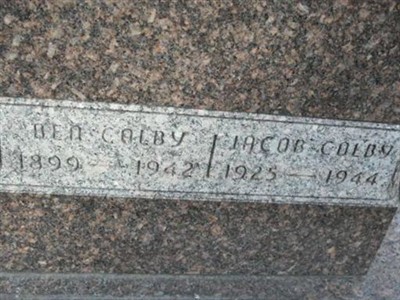 BEN COLBY JACOB COLBY
1899 — 1942 1925 — 1944